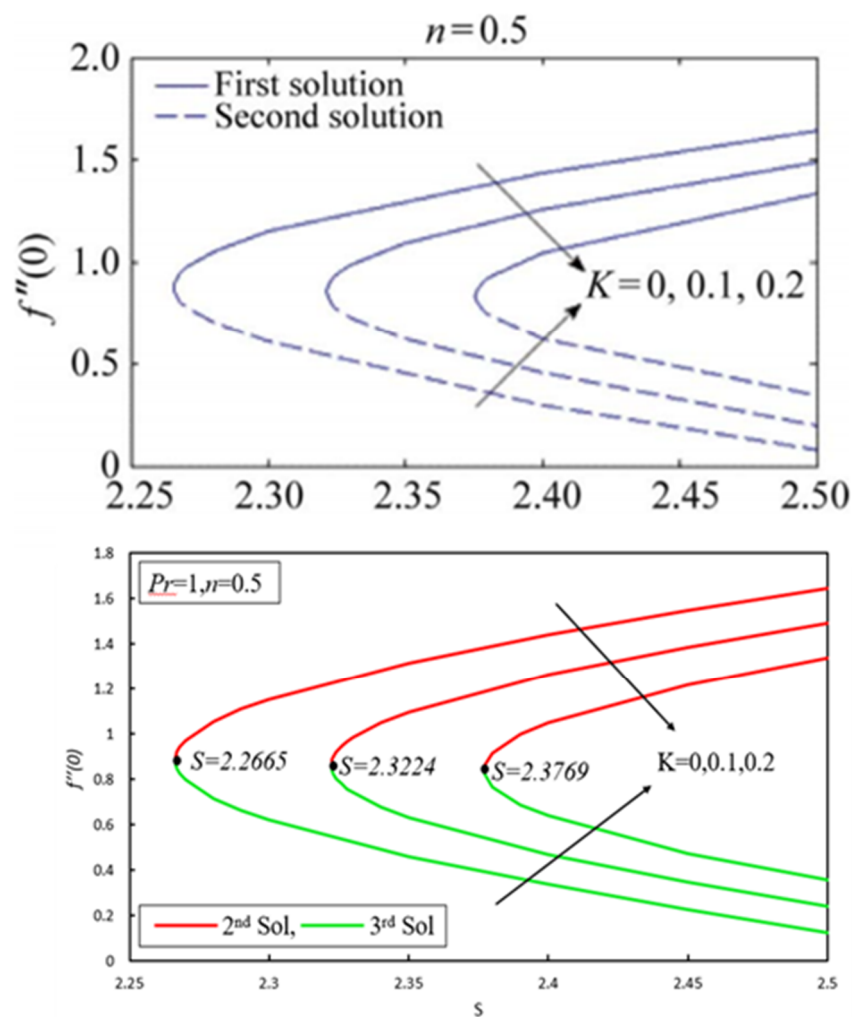 n=0.5
2.0
First solution
Second solution
1.5
1.0
K=0, 0.1, 0.2
0.5
0
f″(0)
2.25 2.30 2.35 2.40 2.45 2.50
1.8
Pr=1,n=0.5
1.6
1.4
1.2
1
S=2.2665 S=2.3224 S=2.3769 K=0,0.1,0.2
0.8
0.6
0.4
0.2
2nd Sol, 3rd Sol
0
f″(0)
2.25 2.3 2.35 2.4 2.45 2.5
S